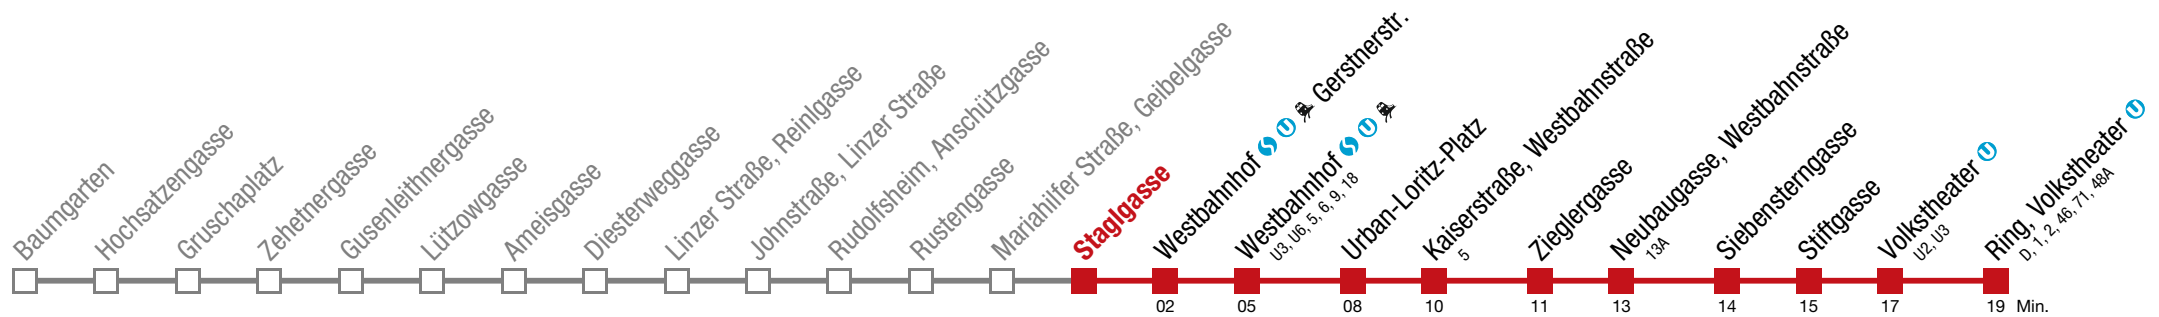 Baumgarten
Hochsatzengasse
Gruschaplatz
Zehetnergasse
Gusenleithnergasse
Lützowgasse
Ameisgasse
Diesterweggasse
Linzer Straße, Reinlgasse
Johnstraße, Linzer Straße
Rudolfsheim, Anschützgasse
Rustengasse
Mariahilfer Straße, Geibelgasse
Staglgasse
Westbahnhof S U Gerstnerstr.
Westbahnhof S U
U3, U6, 5, 6, 9, 18
Urban-Loritz-Platz
Kaiserstraße, Westbahnstraße
5
Zieglergasse
Neubaugasse, Westbahnstraße
13A
Siebensterngasse
Stiftgasse
Volkstheater U
U2, U3
Ring, Volkstheater U
D, 1, 2, 46, 71, 48A
02 05 08 10 11 13 14 15 17 19 Min.